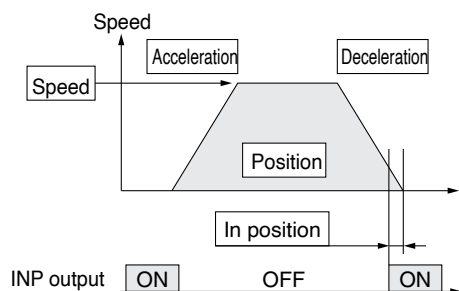 Speed
Acceleration
Deceleration
Speed
Position
In position
INP output
ON
OFF
ON